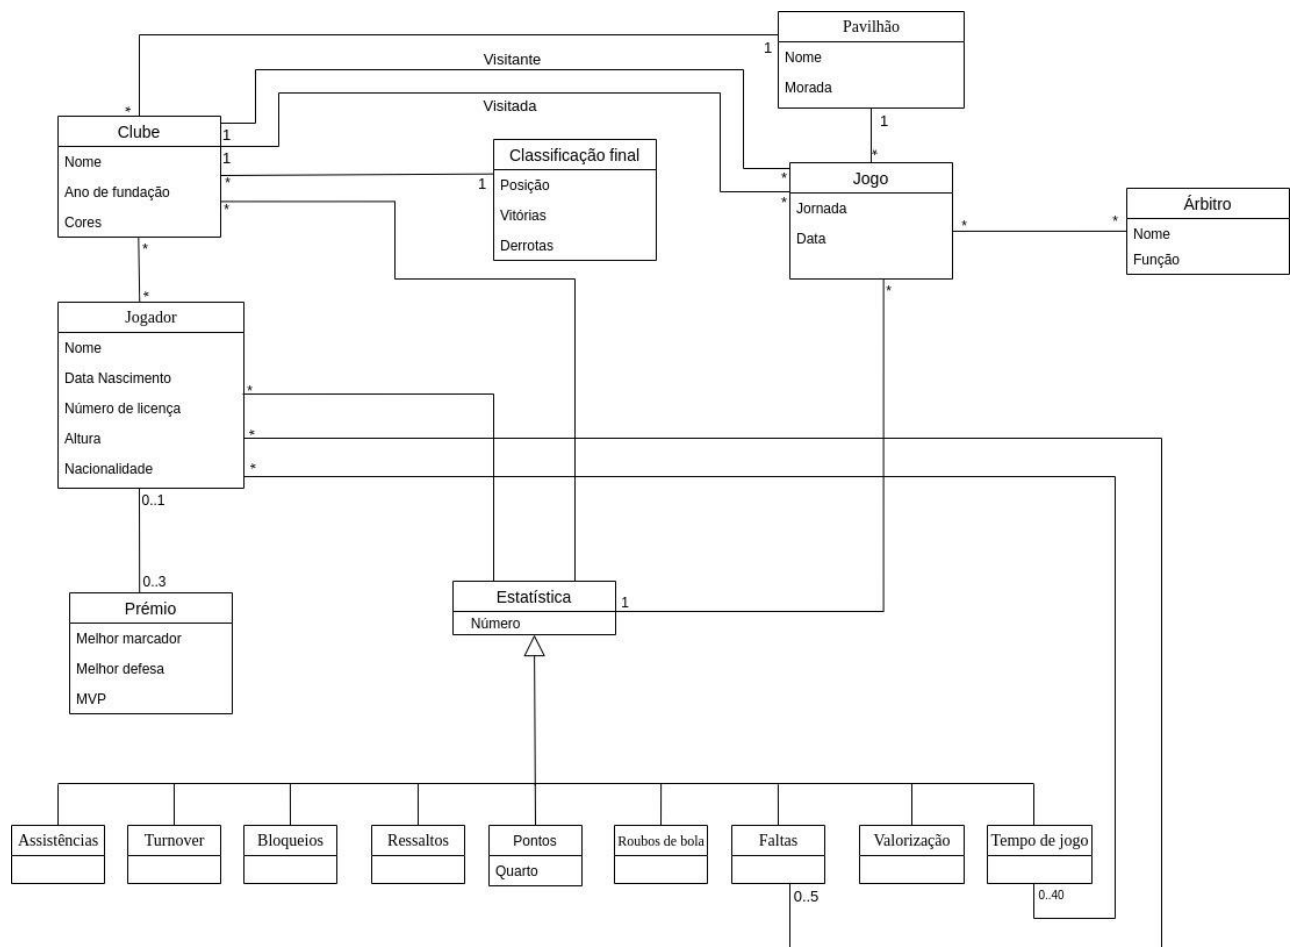 Pavilhão
1
Nome
Morada
Visitante
Visitada
1
*
*
Clube
1
1
Nome
Ano de fundação
Cores
*
*
*
1
Classificação final
Posição
Vitórias
Derrotas
*
*
Jogo
Jornada
Data
*
*
*
Árbitro
Nome
Função
*
Jogador
Nome
Data Nascimento
Número de licença
Altura
Nacionalidade
*
*
*
0..1
0..3
Prémio
Melhor marcador
Melhor defesa
MVP
Estatística
Número
1
*
Assistências
Turnover
Bloqueios
Ressaltos
Pontos
Quarto
Roubos de bola
Faltas
Valorização
Tempo de jogo
0..5
0..40